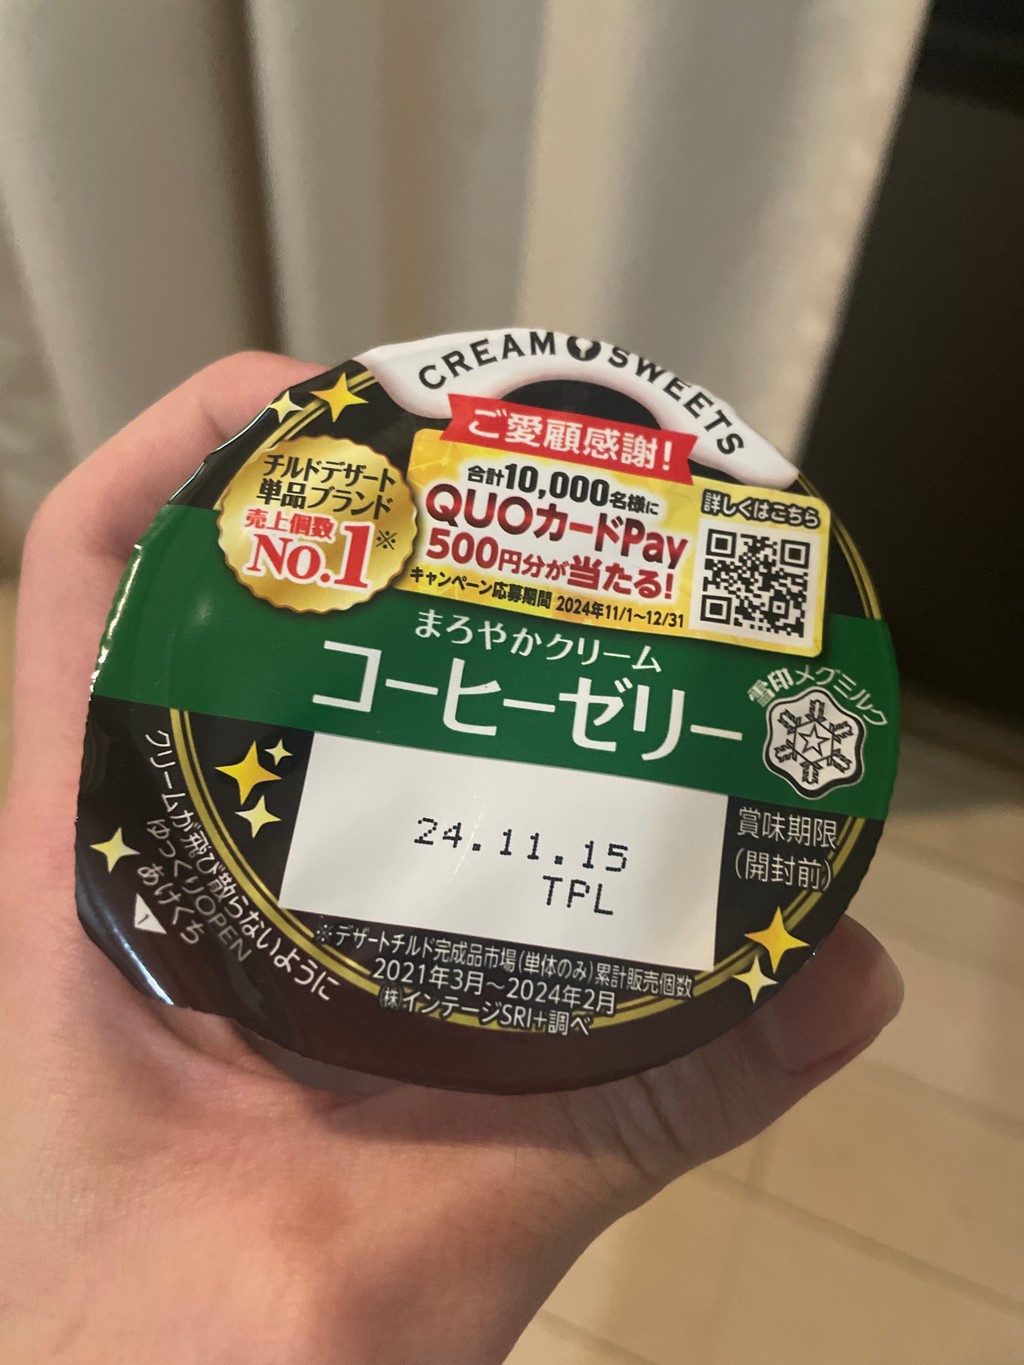 CREAM SWEETS
ご愛顧感謝!
チルドデザート
単品ブランド
売上個数
No.1※
合計10,000名様に
QUOカードPay
500円分が当たる!
キャンペーン応募期間 2024年11/1～12/31
詳しくはこちら
まろやかクリーム
コーヒーゼリー
雪印メグミルク
24.11.15
TPL
賞味期限
(開封前)
クリームが飛び散らないように
ゆっくりOPEN
あけくち
1
※デザートチルド完成品市場(単体のみ)累計販売個数
2021年3月～2024年2月
㈱インテージSRI+調べ